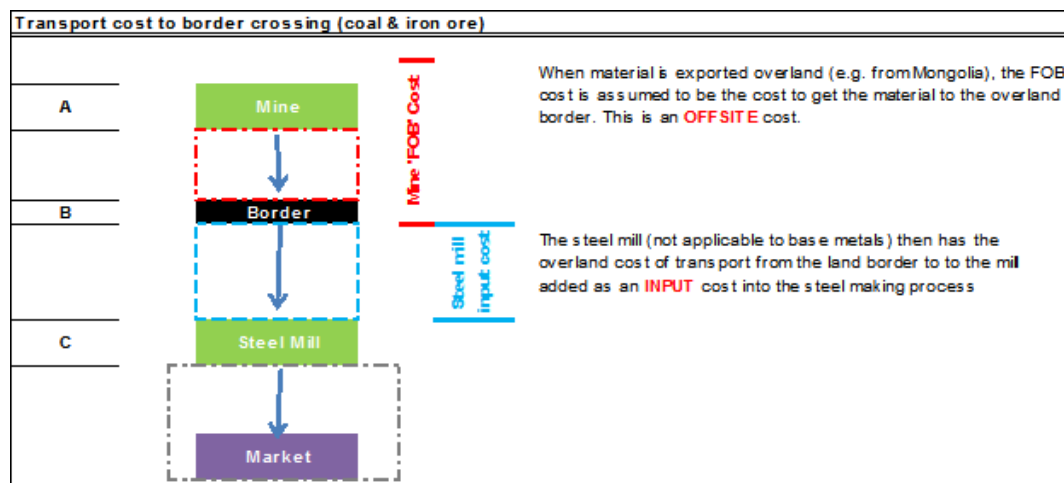 Transport cost to border crossing (coal & iron ore)
A
Mine
Mine 'FOB' Cost
When material is exported overland (e.g. from Mongolia), the FOB
cost is assumed to be the cost to get the material to the overland
border. This is an OFFSITE cost.
B
Border
Steel mill
input cost
The steel mill (not applicable to base metals) then has the
overland cost of transport from the land border to to the mill
added as an INPUT cost into the steel making process
C
Steel Mill
Market